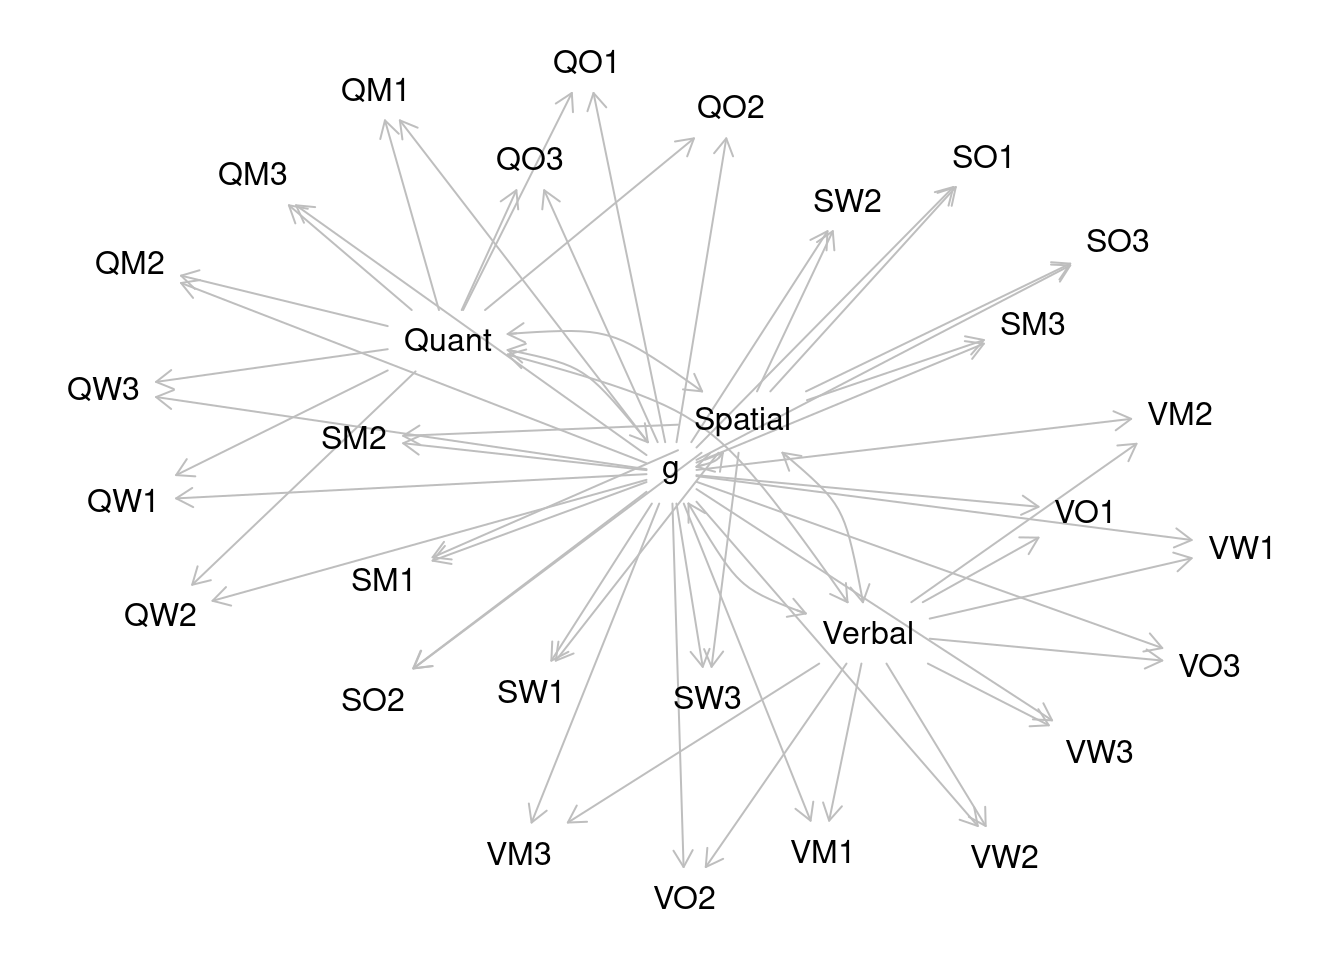 QO1
QM1
QO2
QO3
SO1
QM3
SW2
SO3
QM2
SM3
Quant
QW3
VM2
Spatial
SM2
g
QW1
VO1
VW1
SM1
QW2
Verbal
VO3
SW1
SO2
SW3
VW3
VM3
VM1
VW2
VO2